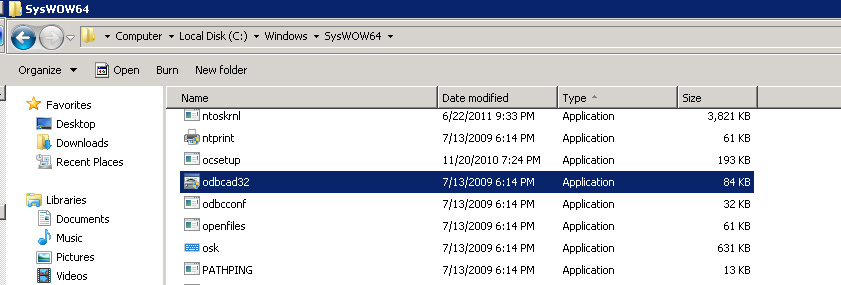 SysWOW64
Computer Local Disk (C:) Windows SysWOW64
Organize Open Burn New folder
Favorites
Desktop
Downloads
Recent Places
Libraries
Documents
Music
Pictures
Videos
Name Date modified Type Size
ntoskrnl 6/22/2011 9:33 PM Application 3,821 KB
ntprint 7/13/2009 6:14 PM Application 61 KB
ocsetup 11/20/2010 7:24 PM Application 193 KB
odbcad32 7/13/2009 6:14 PM Application 84 KB
odbcconf 7/13/2009 6:14 PM Application 32 KB
openfiles 7/13/2009 6:14 PM Application 61 KB
osk 7/13/2009 6:14 PM Application 631 KB
PATHPING 7/13/2009 6:14 PM Application 13 KB